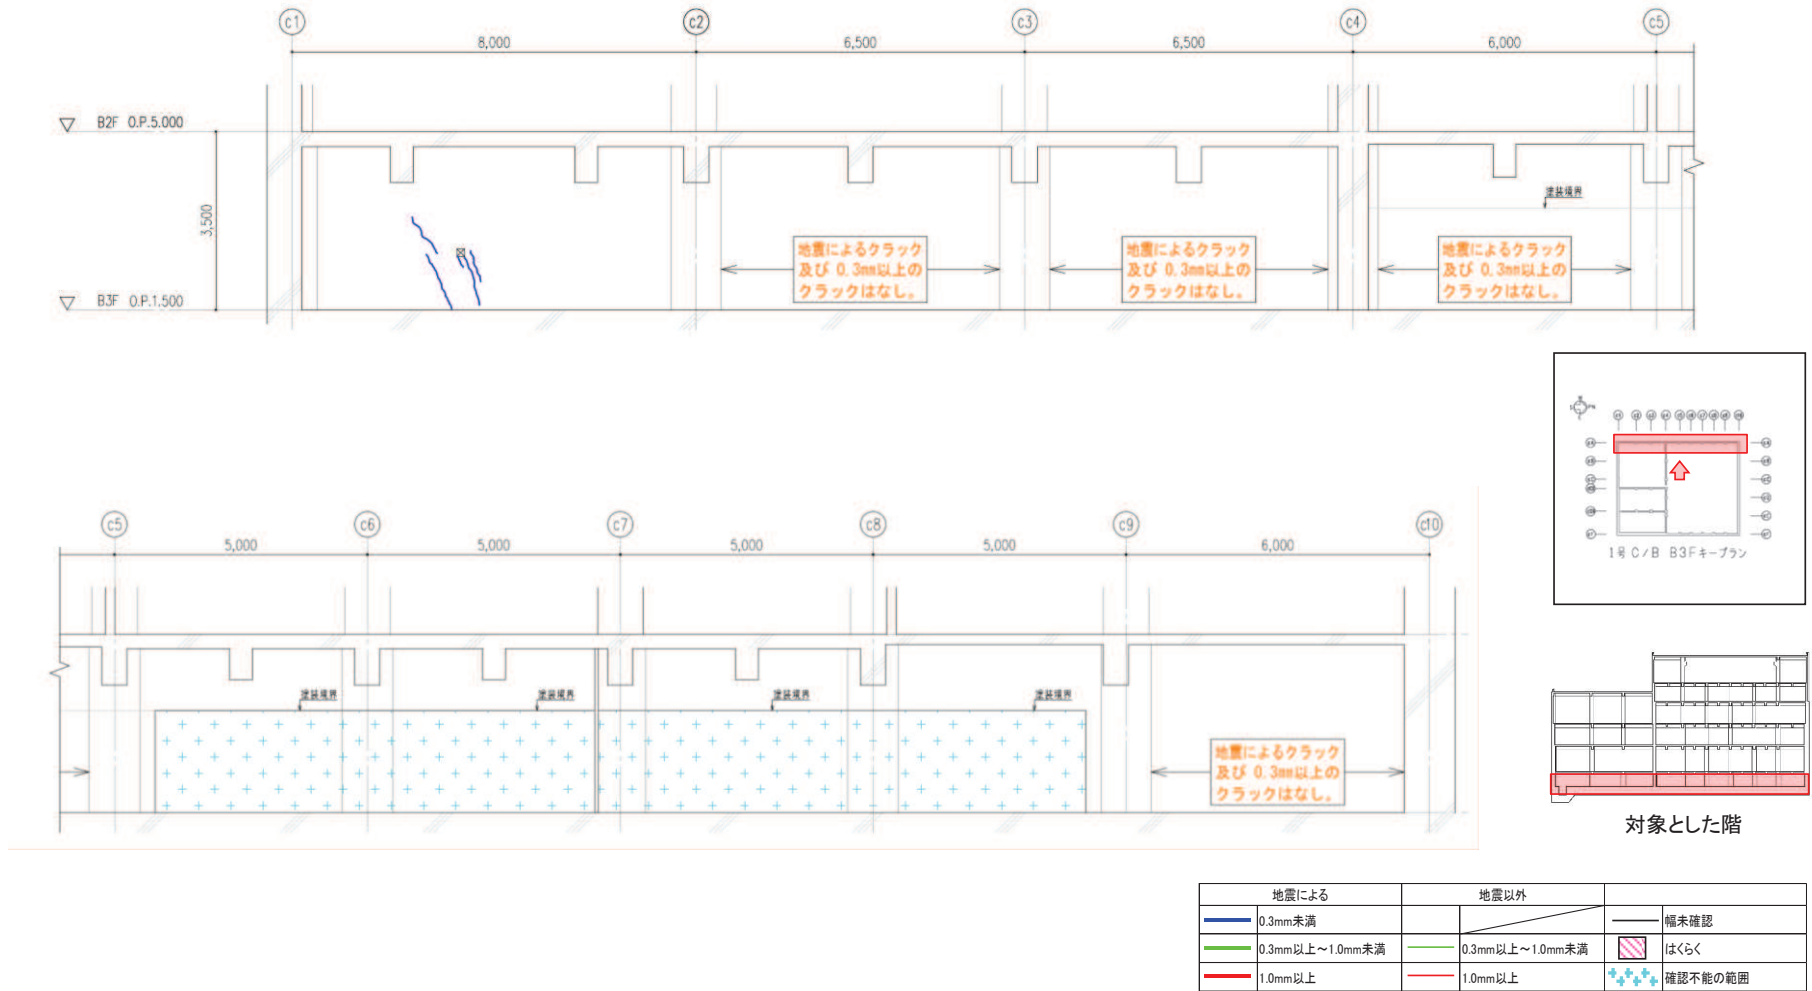 c1 c2 c3 c4 c5
8,000 6,500 6,500 6,000
B2F O.P.5.000
3,500
塗装境界
地震によるクラック
及び 0.3mm以上の
クラックはなし。
地震によるクラック
及び 0.3mm以上の
クラックはなし。
地震によるクラック
及び 0.3mm以上の
クラックはなし。
B3F O.P.1.500
1号 C/B B3Fキープラン
c5 c6 c7 c8 c9 c10
5,000 5,000 5,000 5,000 6,000
塗装境界 塗装境界 塗装境界 塗装境界
地震によるクラック
及び 0.3mm以上の
クラックはなし。
対象とした階
地震による 地震以外
0.3mm未満 幅未確認
0.3mm以上～1.0mm未満 0.3mm以上～1.0mm未満 はくらく
1.0mm以上 1.0mm以上 確認不能の範囲